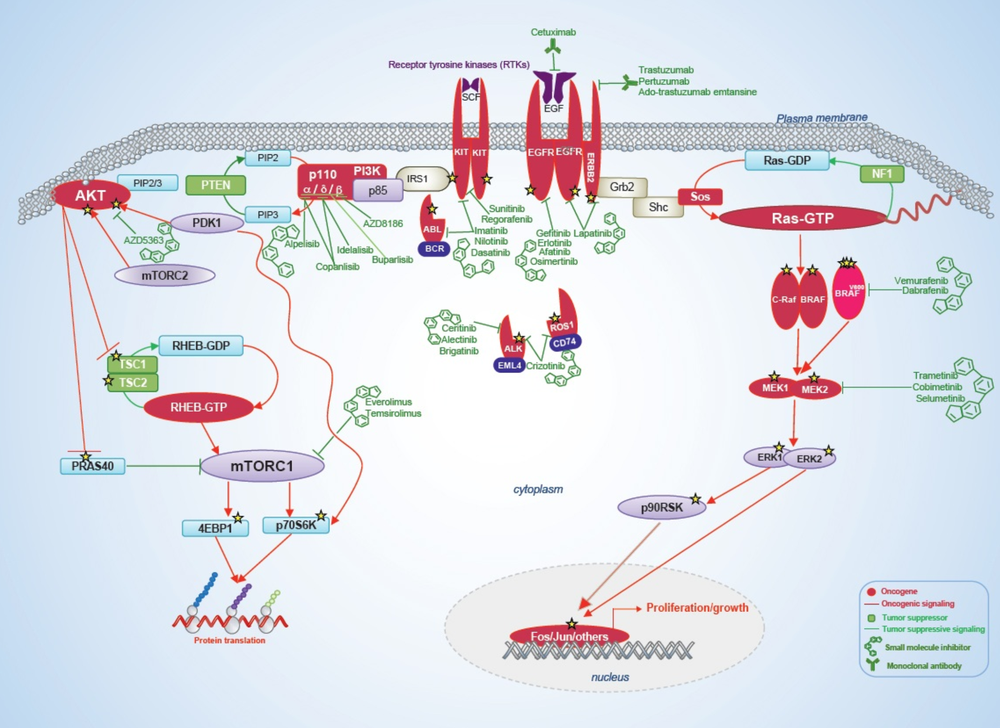 Cetuximab
Receptor tyrosine kinases (RTKs)
Trastuzumab
Pertuzumab
Ado-trastuzumab emtansine
SCF
EGF
Plasma membrane
KIT
KIT
EGFR
EGFR
ERBB2
PIP2
PIP2/3
AKT
PTEN
PIP3
PDK1
p110
PI3K
α / δ / β
p85
IRS1
Grb2
Shc
Sos
Ras-GDP
NF1
Ras-GTP
AZD5363
mTORC2
AZD8186
Alpelisib
Idelalisib
Copanlisib
Buparlisib
ABL
BCR
Sunitinib
Regorafenib
Imatinib
Nilotinib
Dasatinib
Gefitinib
Erlotinib
Afatinib
Osimertinib
Lapatinib
C-Raf
BRAF
BRAF V600
Vemurafenib
Dabrafenib
Ceritinib
Alectinib
Brigatinib
ALK
EML4
ROS1
CD74
Crizotinib
RHEB-GDP
TSC1
TSC2
RHEB-GTP
Everolimus
Temsirolimus
MEK1
MEK2
Trametinib
Cobimetinib
Selumetinib
PRAS40
mTORC1
ERK1
ERK2
cytoplasm
p90RSK
4EBP1
p70S6K
Protein translation
Proliferation/growth
Fos/Jun/others
nucleus
Oncogene
Oncogenic signaling
Tumor suppressor
Tumor suppressive signaling
Small molecule inhibitor
Monoclonal antibody